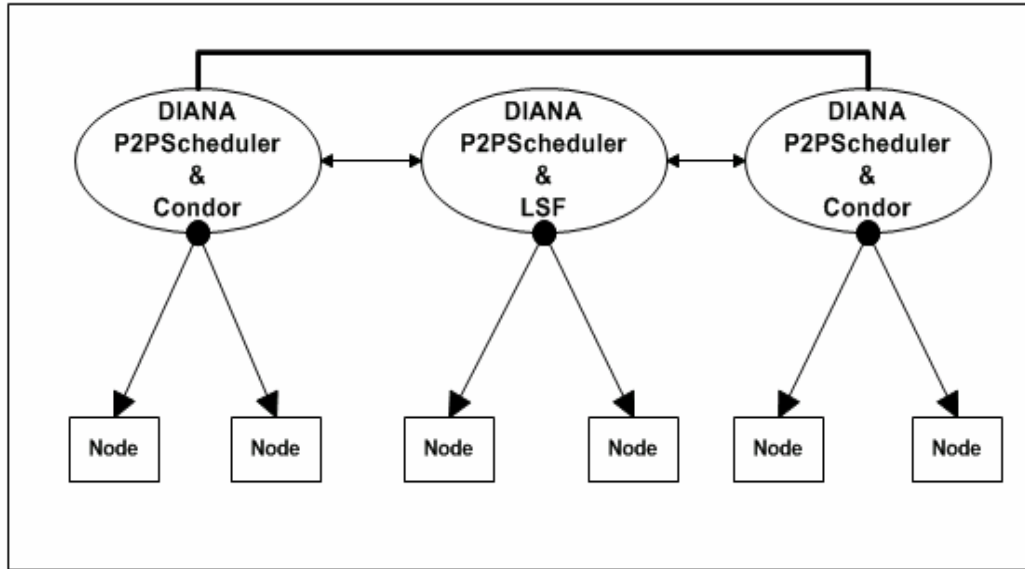 DIANA
P2PScheduler
&
Condor
DIANA
P2PScheduler
&
LSF
DIANA
P2PScheduler
&
Condor
Node
Node
Node
Node
Node
Node